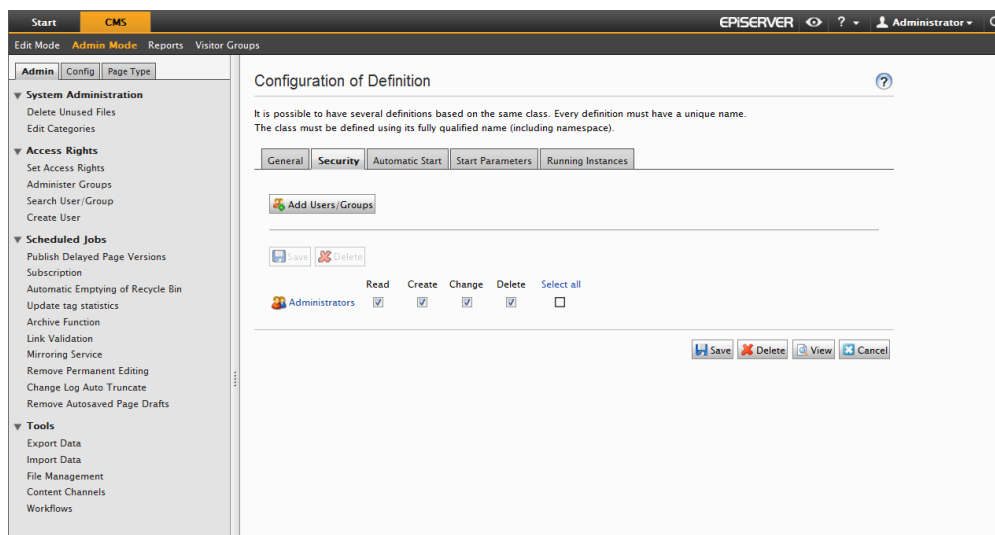 Start CMS EPiSERVER ? Administrator
Edit Mode Admin Mode Reports Visitor Groups
Admin Config Page Type
System Administration
Delete Unused Files
Edit Categories
Access Rights
Set Access Rights
Administer Groups
Search User/Group
Create User
Scheduled Jobs
Publish Delayed Page Versions
Subscription
Automatic Emptying of Recycle Bin
Update tag statistics
Archive Function
Link Validation
Mirroring Service
Remove Permanent Editing
Change Log Auto Truncate
Remove Autosaved Page Drafts
Tools
Export Data
Import Data
File Management
Content Channels
Workflows
Configuration of Definition ?
It is possible to have several definitions based on the same class. Every definition must have a unique name.
The class must be defined using its fully qualified name (including namespace).
General Security Automatic Start Start Parameters Running Instances
Add Users/Groups
Save Delete
Read Create Change Delete Select all
Administrators
Save Delete View Cancel